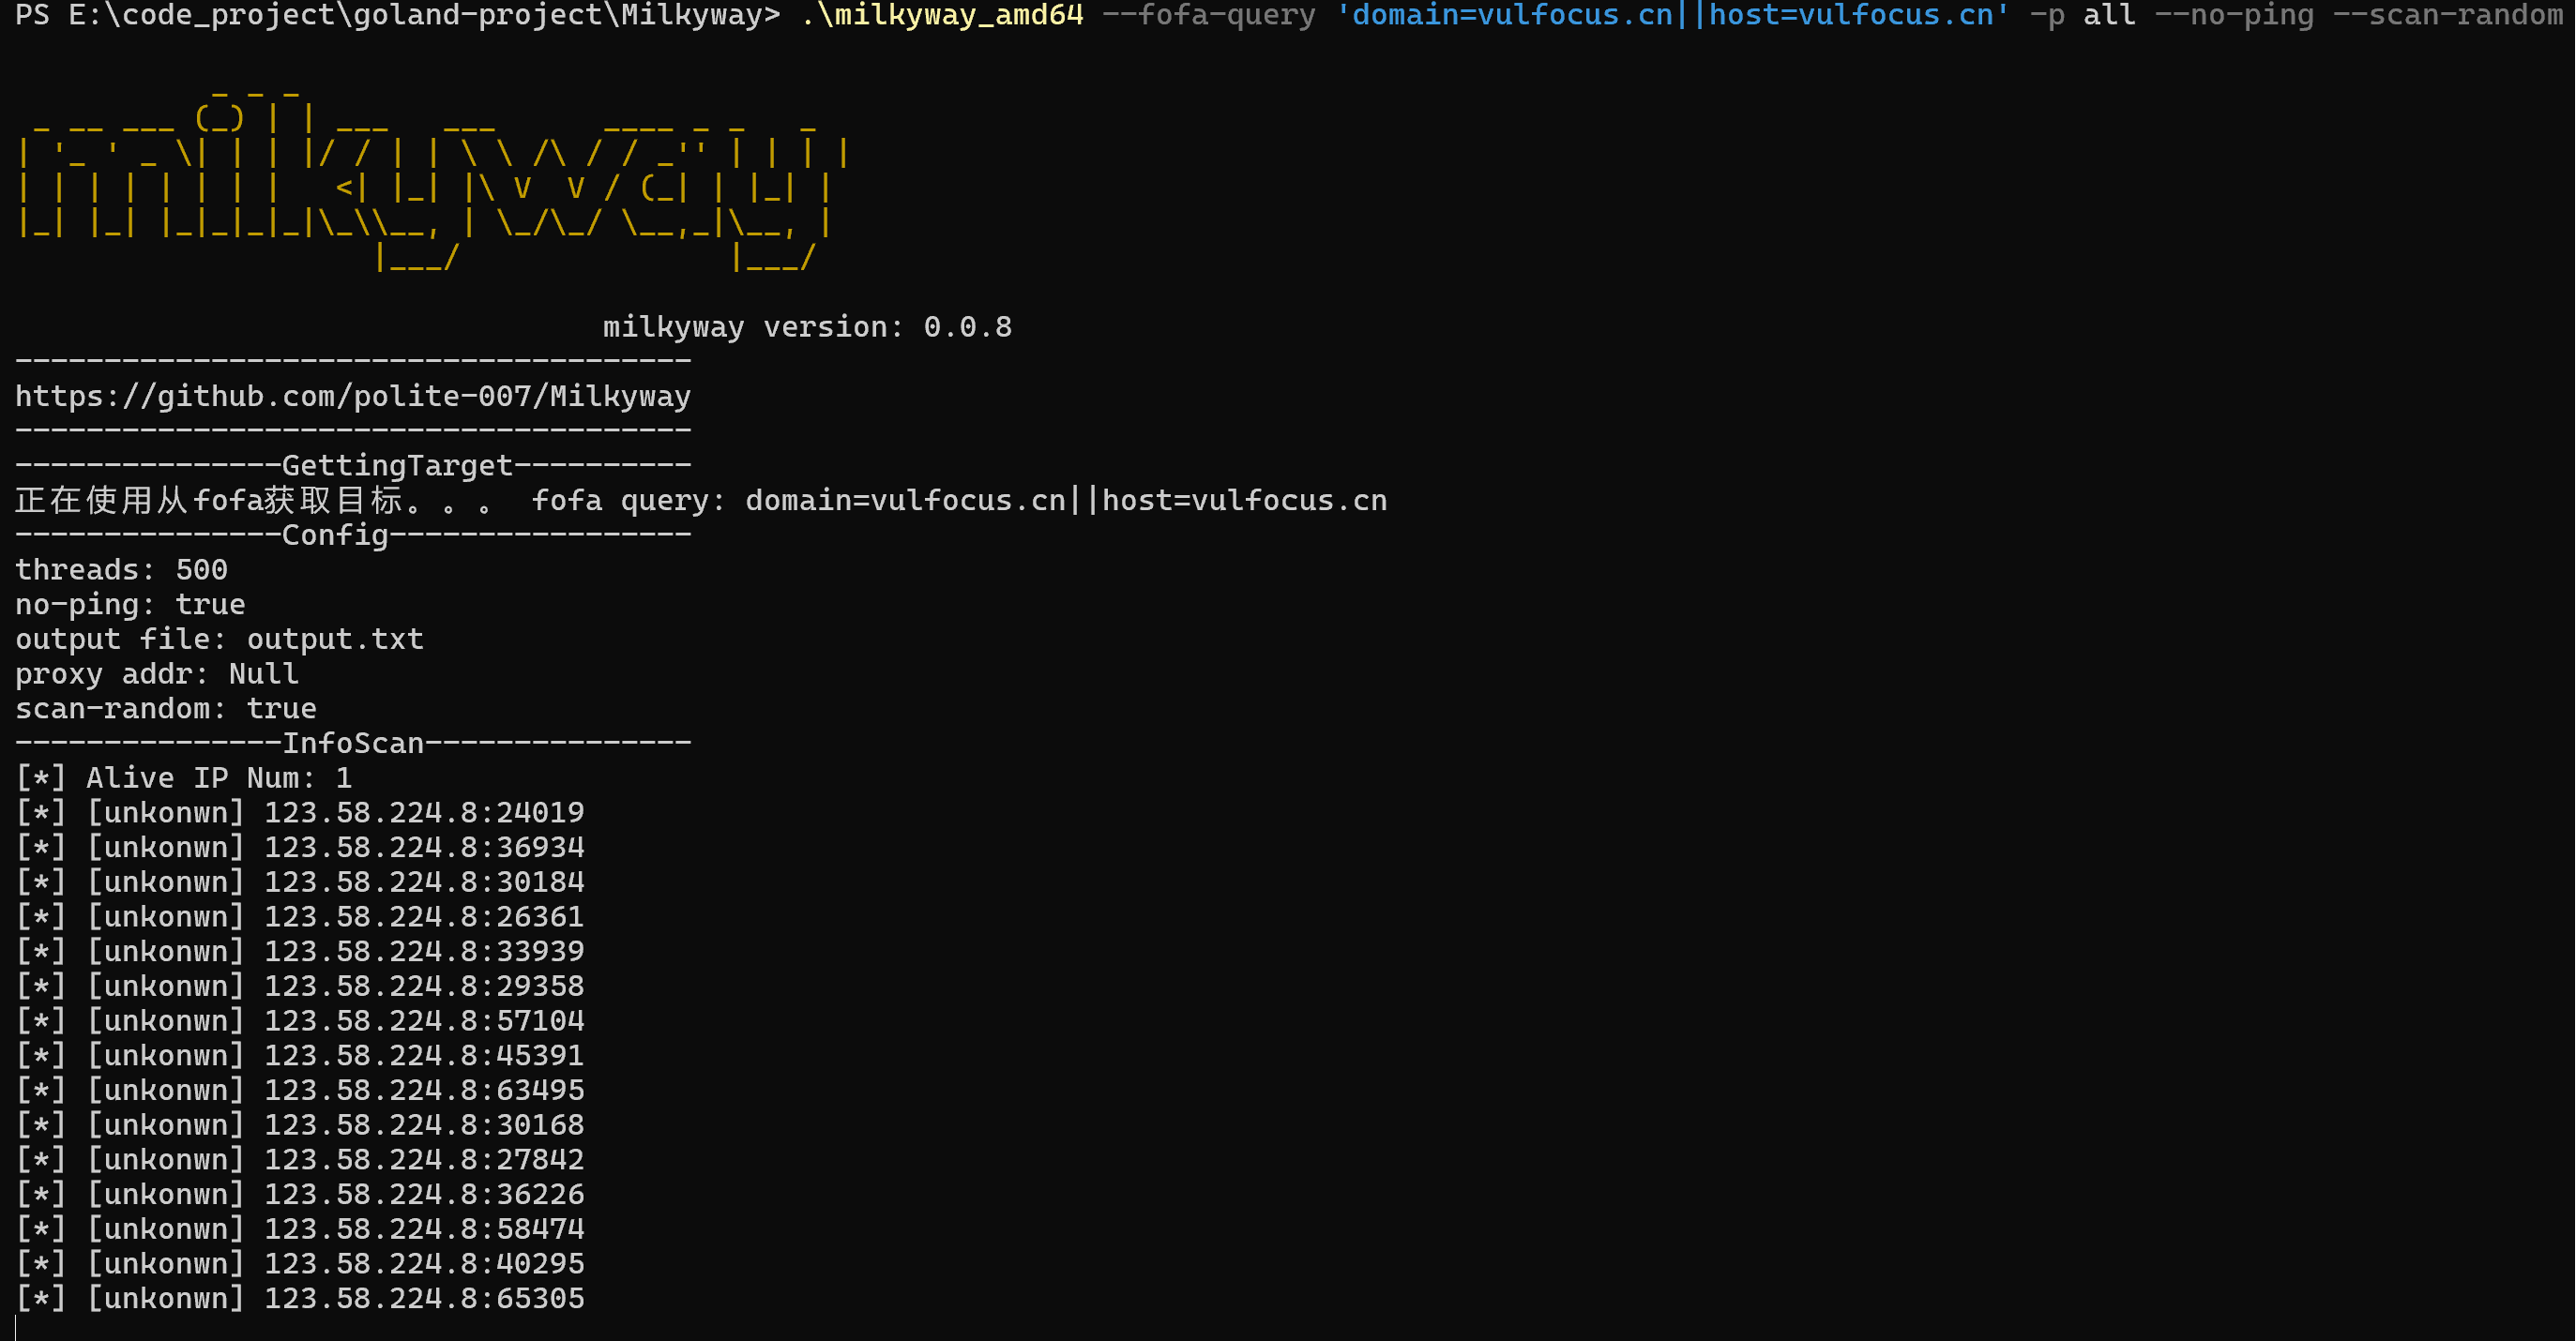 PS E:\code_project\goland-project\Milkyway> .\milkyway_amd64 --fofa-query 'domain=vulfocus.cn||host=vulfocus.cn' -p all --no-ping --scan-random
milkyway
milkyway version: 0.0.8
--------------------------------------
https://github.com/polite-007/Milkyway
--------------------------------------
---------------GettingTarget----------
正在使用从fofa获取目标。。。 fofa query: domain=vulfocus.cn||host=vulfocus.cn
---------------Config-----------------
threads: 500
no-ping: true
output file: output.txt
proxy addr: Null
scan-random: true
---------------InfoScan---------------
[*] Alive IP Num: 1
[*] [unkonwn] 123.58.224.8:24019
[*] [unkonwn] 123.58.224.8:36934
[*] [unkonwn] 123.58.224.8:30184
[*] [unkonwn] 123.58.224.8:26361
[*] [unkonwn] 123.58.224.8:33939
[*] [unkonwn] 123.58.224.8:29358
[*] [unkonwn] 123.58.224.8:57104
[*] [unkonwn] 123.58.224.8:45391
[*] [unkonwn] 123.58.224.8:63495
[*] [unkonwn] 123.58.224.8:30168
[*] [unkonwn] 123.58.224.8:27842
[*] [unkonwn] 123.58.224.8:36226
[*] [unkonwn] 123.58.224.8:58474
[*] [unkonwn] 123.58.224.8:40295
[*] [unkonwn] 123.58.224.8:65305